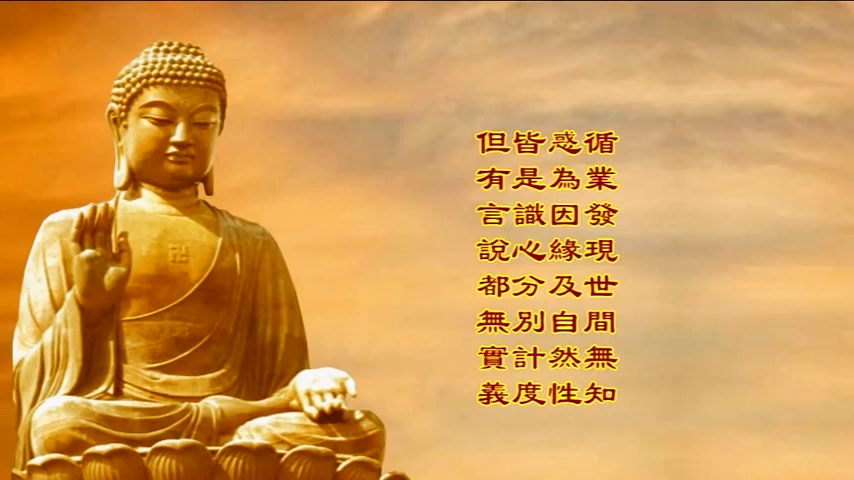 循業發現世間無知
惑為因緣及自然性
皆是識心分別計度
但有言說都無實義